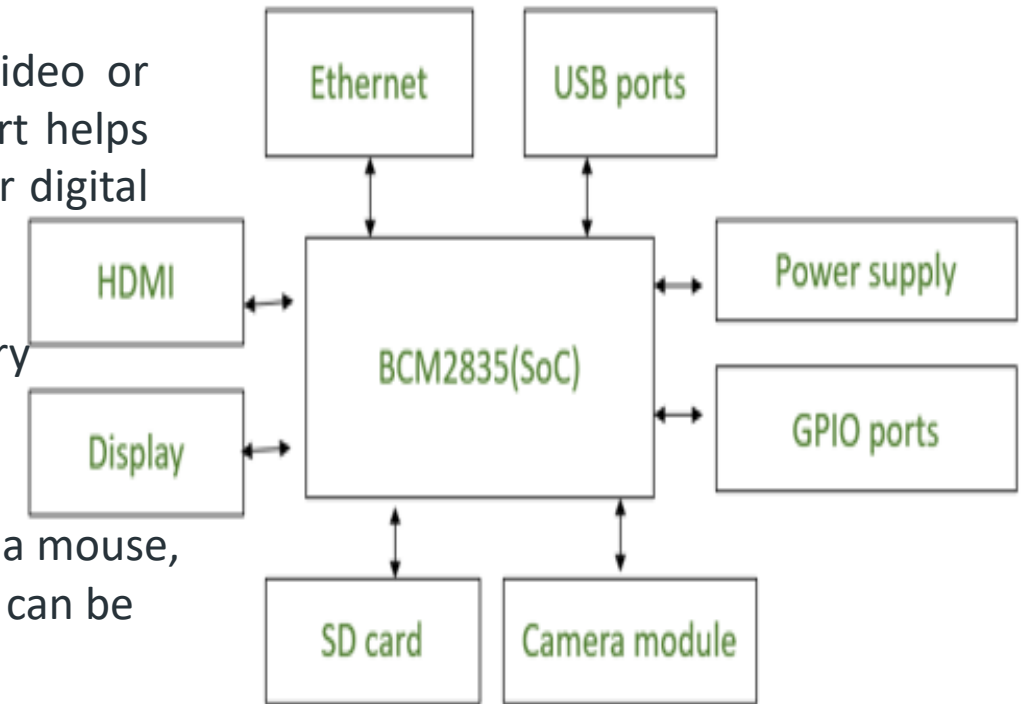 ideo or
rt helps
r digital
ry
a mouse,
can be
Ethernet
USB ports
HDMI
Power supply
BCM2835(SoC)
Display
GPIO ports
SD card
Camera module